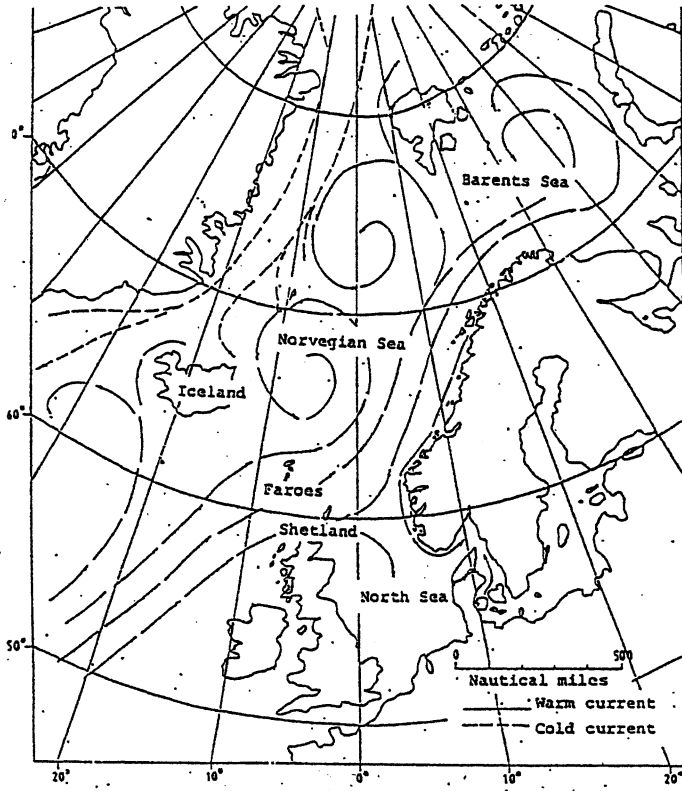 Barents Sea
0°
Norvegian Sea
Iceland
60°
Faroes
Shetland
North Sea
50°
0 500
Nautical miles
Warm current
Cold current
20° 10° 0° 10° 20°